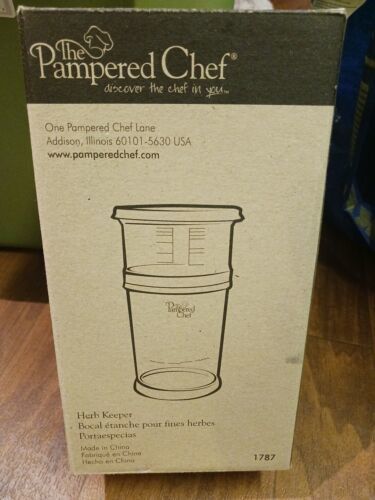 The
Pampered Chef®
discover the chef in you™
One Pampered Chef Lane
Addison, Illinois 60101-5630 USA
www.pamperedchef.com
The
Pampered
Chef
Herb Keeper
Bocal étanche pour fines herbes
Portaespecias
Made in China
Fabriqué en Chine
Hecho en China
1787